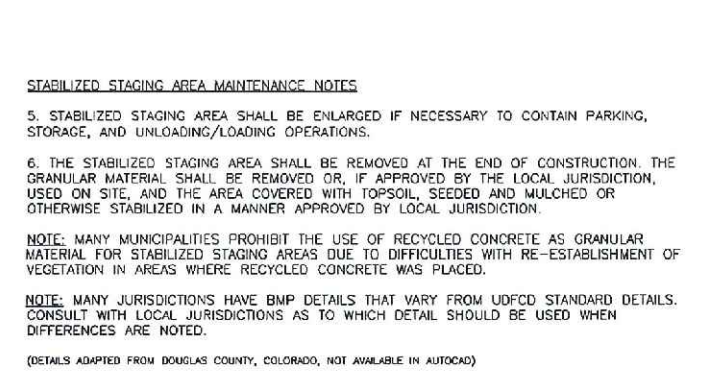 STABILIZED STAGING AREA MAINTENANCE NOTES
5. STABILIZED STAGING AREA SHALL BE ENLARGED IF NECESSARY TO CONTAIN PARKING,
STORAGE, AND UNLOADING/LOADING OPERATIONS.
6. THE STABILIZED STAGING AREA SHALL BE REMOVED AT THE END OF CONSTRUCTION. THE
GRANULAR MATERIAL SHALL BE REMOVED OR, IF APPROVED BY THE LOCAL JURISDICTION,
USED ON SITE, AND THE AREA COVERED WITH TOPSOIL, SEEDED AND MULCHED OR
OTHERWISE STABILIZED IN A MANNER APPROVED BY LOCAL JURISDICTION.
NOTE: MANY MUNICIPALITIES PROHIBIT THE USE OF RECYCLED CONCRETE AS GRANULAR
MATERIAL FOR STABILIZED STAGING AREAS DUE TO DIFFICULTIES WITH RE-ESTABLISHMENT OF
VEGETATION IN AREAS WHERE RECYCLED CONCRETE WAS PLACED.
NOTE: MANY JURISDICTIONS HAVE BMP DETAILS THAT VARY FROM UDFCD STANDARD DETAILS.
CONSULT WITH LOCAL JURISDICTIONS AS TO WHICH DETAIL SHOULD BE USED WHEN
DIFFERENCES ARE NOTED.
(DETAILS ADAPTED FROM DOUGLAS COUNTY, COLORADO, NOT AVAILABLE IN AUTOCAD)